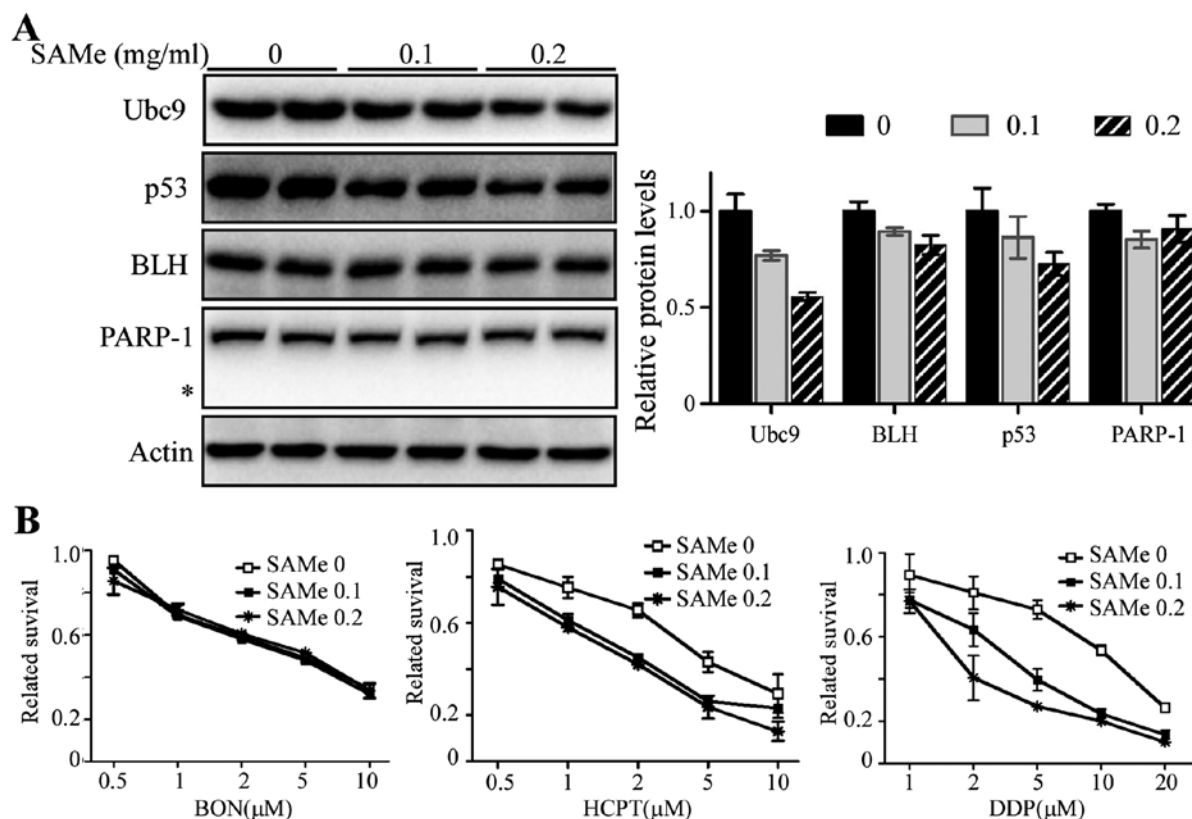 A
SAMe (mg/ml) 0 0.1 0.2
Ubc9
p53
BLH
PARP-1
*
Actin
0 0.1 0.2
Relative protein levels
1.0
0.5
0
Ubc9 BLH p53 PARP-1
B
Related suvival
1.0
0.6
0.2
0
SAMe 0
SAMe 0.1
SAMe 0.2
0.5 1 2 5 10
BON(μM)
Related suvival
1.0
0.6
0.2
0
SAMe 0
SAMe 0.1
SAMe 0.2
0.5 1 2 5 10
HCPT(μM)
Related suvival
1.0
0.6
0.2
0
SAMe 0
SAMe 0.1
SAMe 0.2
1 2 5 10 20
DDP(μM)